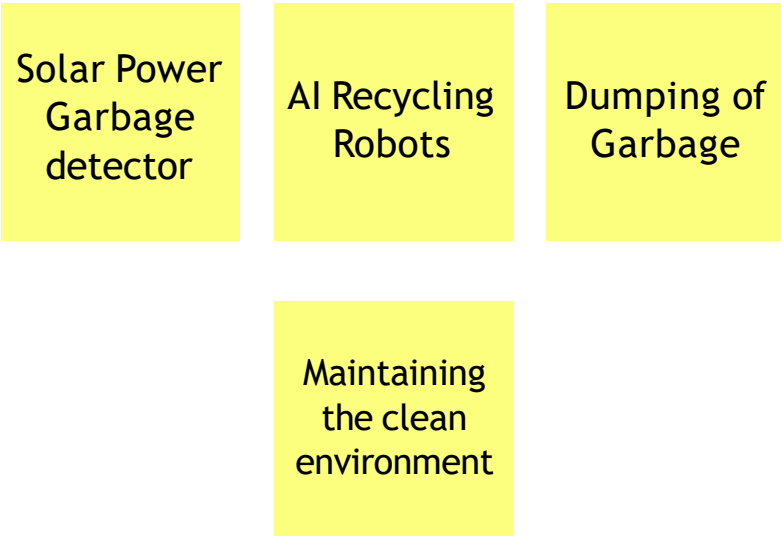 Solar Power
Garbage
detector
AI Recycling
Robots
Dumping of
Garbage
Maintaining
the clean
environment